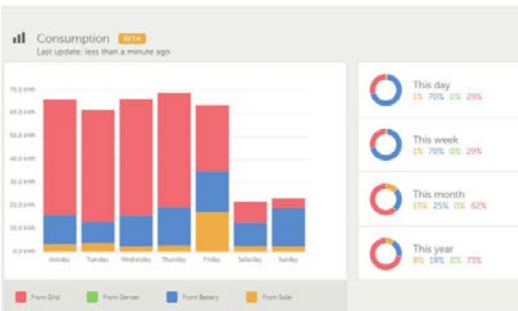 Consumption BETA
Last update: less than a minute ago
70.0 kWh
60.0 kWh
50.0 kWh
40.0 kWh
30.0 kWh
20.0 kWh
10.0 kWh
0.0 kWh
Monday Tuesday Wednesday Thursday Friday Saturday Sunday
From Grid From Genset From Battery From Solar
This day
1% 70% 0% 29%
This week
1% 70% 0% 29%
This month
13% 25% 0% 62%
This year
8% 19% 0% 73%